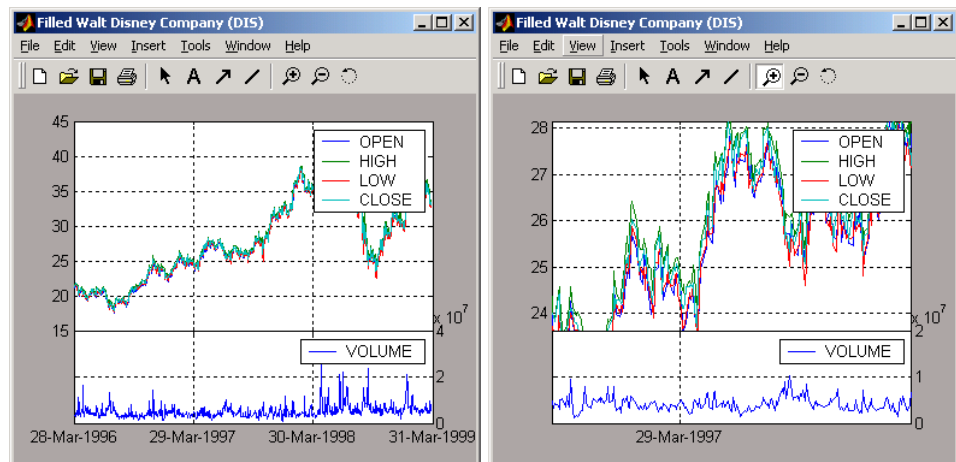 Filled Walt Disney Company (DIS)
File Edit View Insert Tools Window Help
A
45
40
35
30
25
20
15
OPEN
HIGH
LOW
CLOSE
x 10^7
4
2
0
VOLUME
28-Mar-1996 29-Mar-1997 30-Mar-1998 31-Mar-1999
Filled Walt Disney Company (DIS)
File Edit View Insert Tools Window Help
A
28
27
26
25
24
OPEN
HIGH
LOW
CLOSE
x 10^7
2
1
0
VOLUME
29-Mar-1997